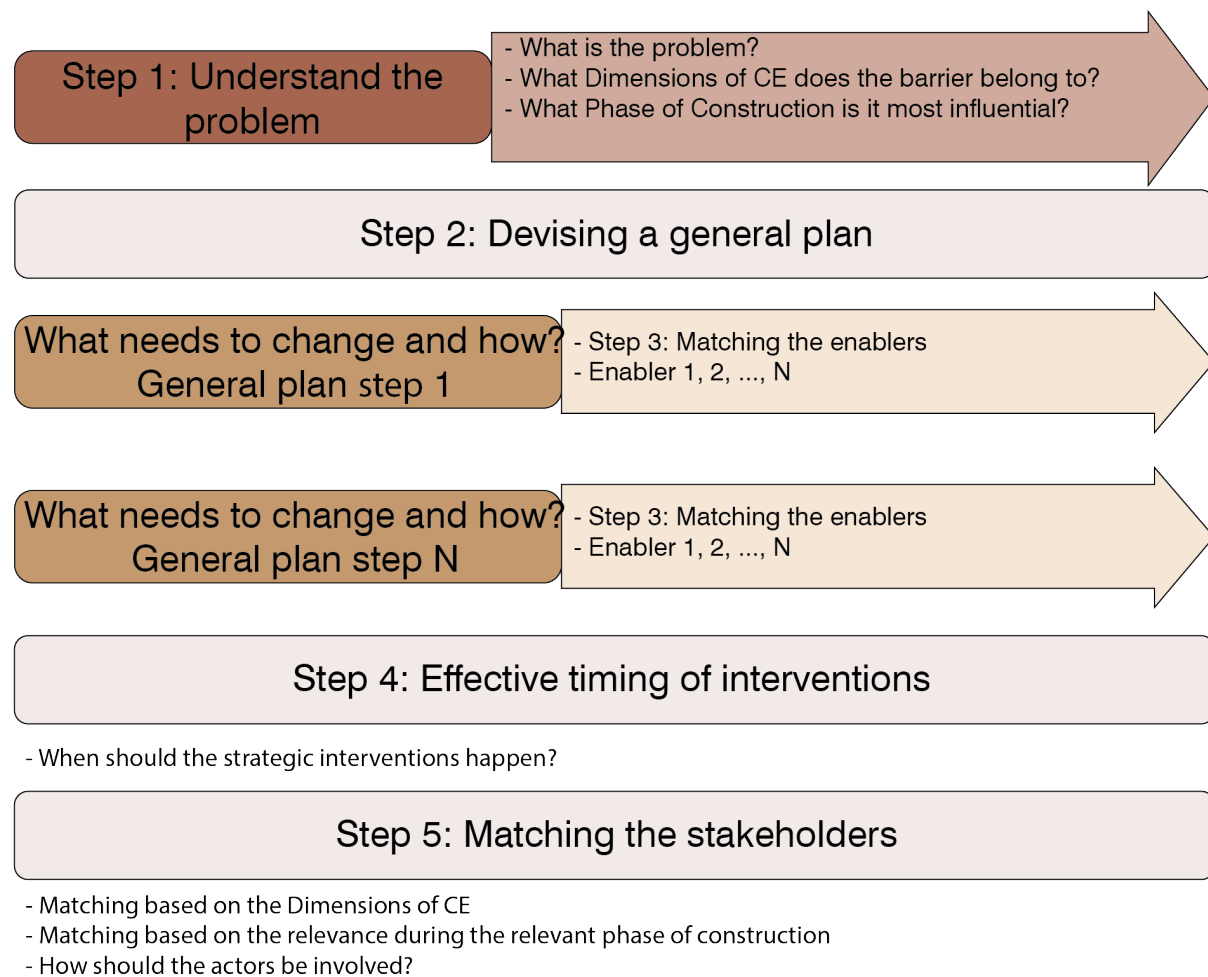 Step 1: Understand the
problem
- What is the problem?
- What Dimensions of CE does the barrier belong to?
- What Phase of Construction is it most influential?
Step 2: Devising a general plan
What needs to change and how?
General plan step 1
- Step 3: Matching the enablers
- Enabler 1, 2, ..., N
What needs to change and how?
General plan step N
- Step 3: Matching the enablers
- Enabler 1, 2, ..., N
Step 4: Effective timing of interventions
- When should the strategic interventions happen?
Step 5: Matching the stakeholders
- Matching based on the Dimensions of CE
- Matching based on the relevance during the relevant phase of construction
- How should the actors be involved?